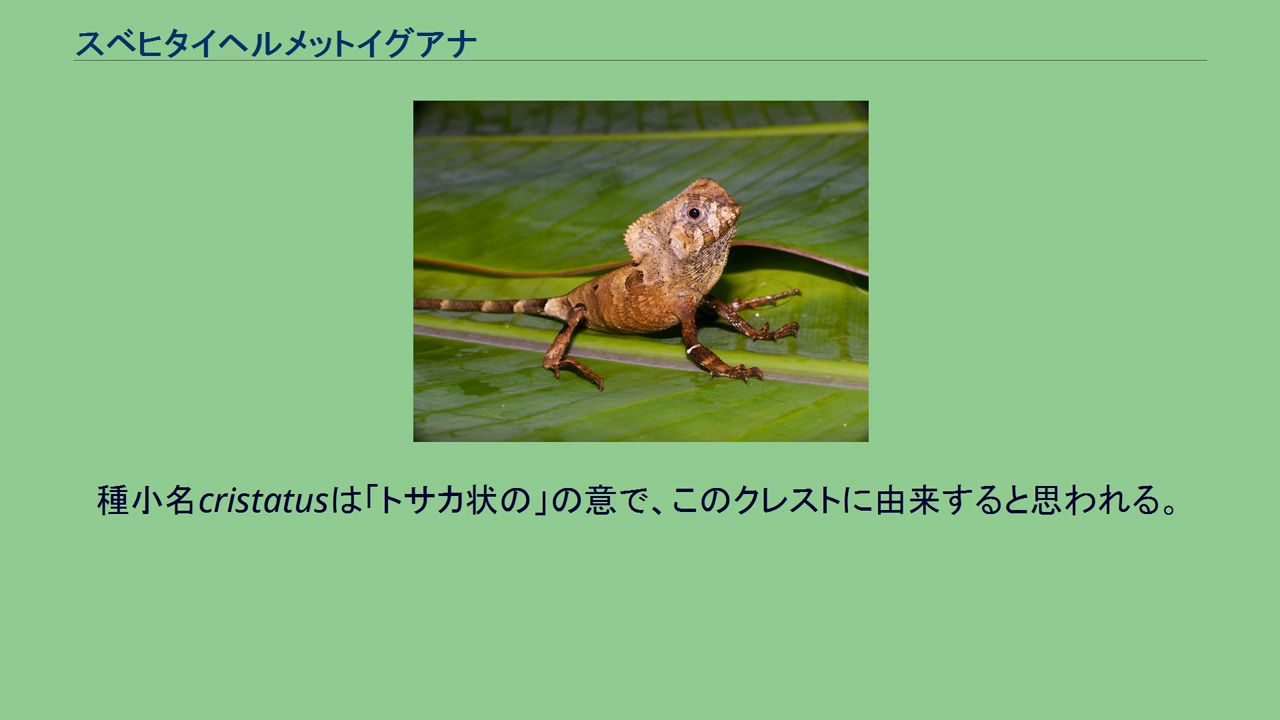 スベヒタイヘルメットイグアナ
種小名cristatusは「トサカ状の」の意で、このクレストに由来すると思われる。